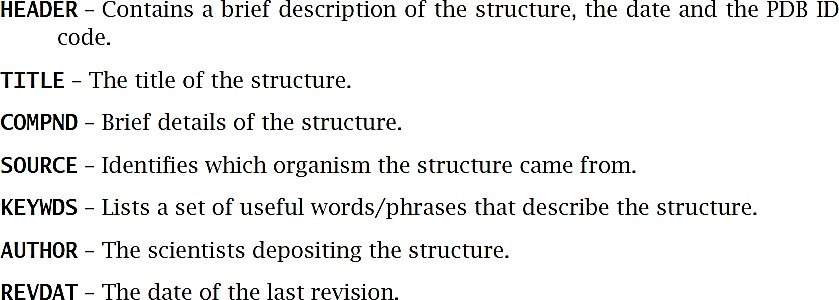 HEADER – Contains a brief description of the structure, the date and the PDB ID
code.
TITLE – The title of the structure.
COMPND – Brief details of the structure.
SOURCE – Identifies which organism the structure came from.
KEYWDS – Lists a set of useful words/phrases that describe the structure.
AUTHOR – The scientists depositing the structure.
REVDAT – The date of the last revision.